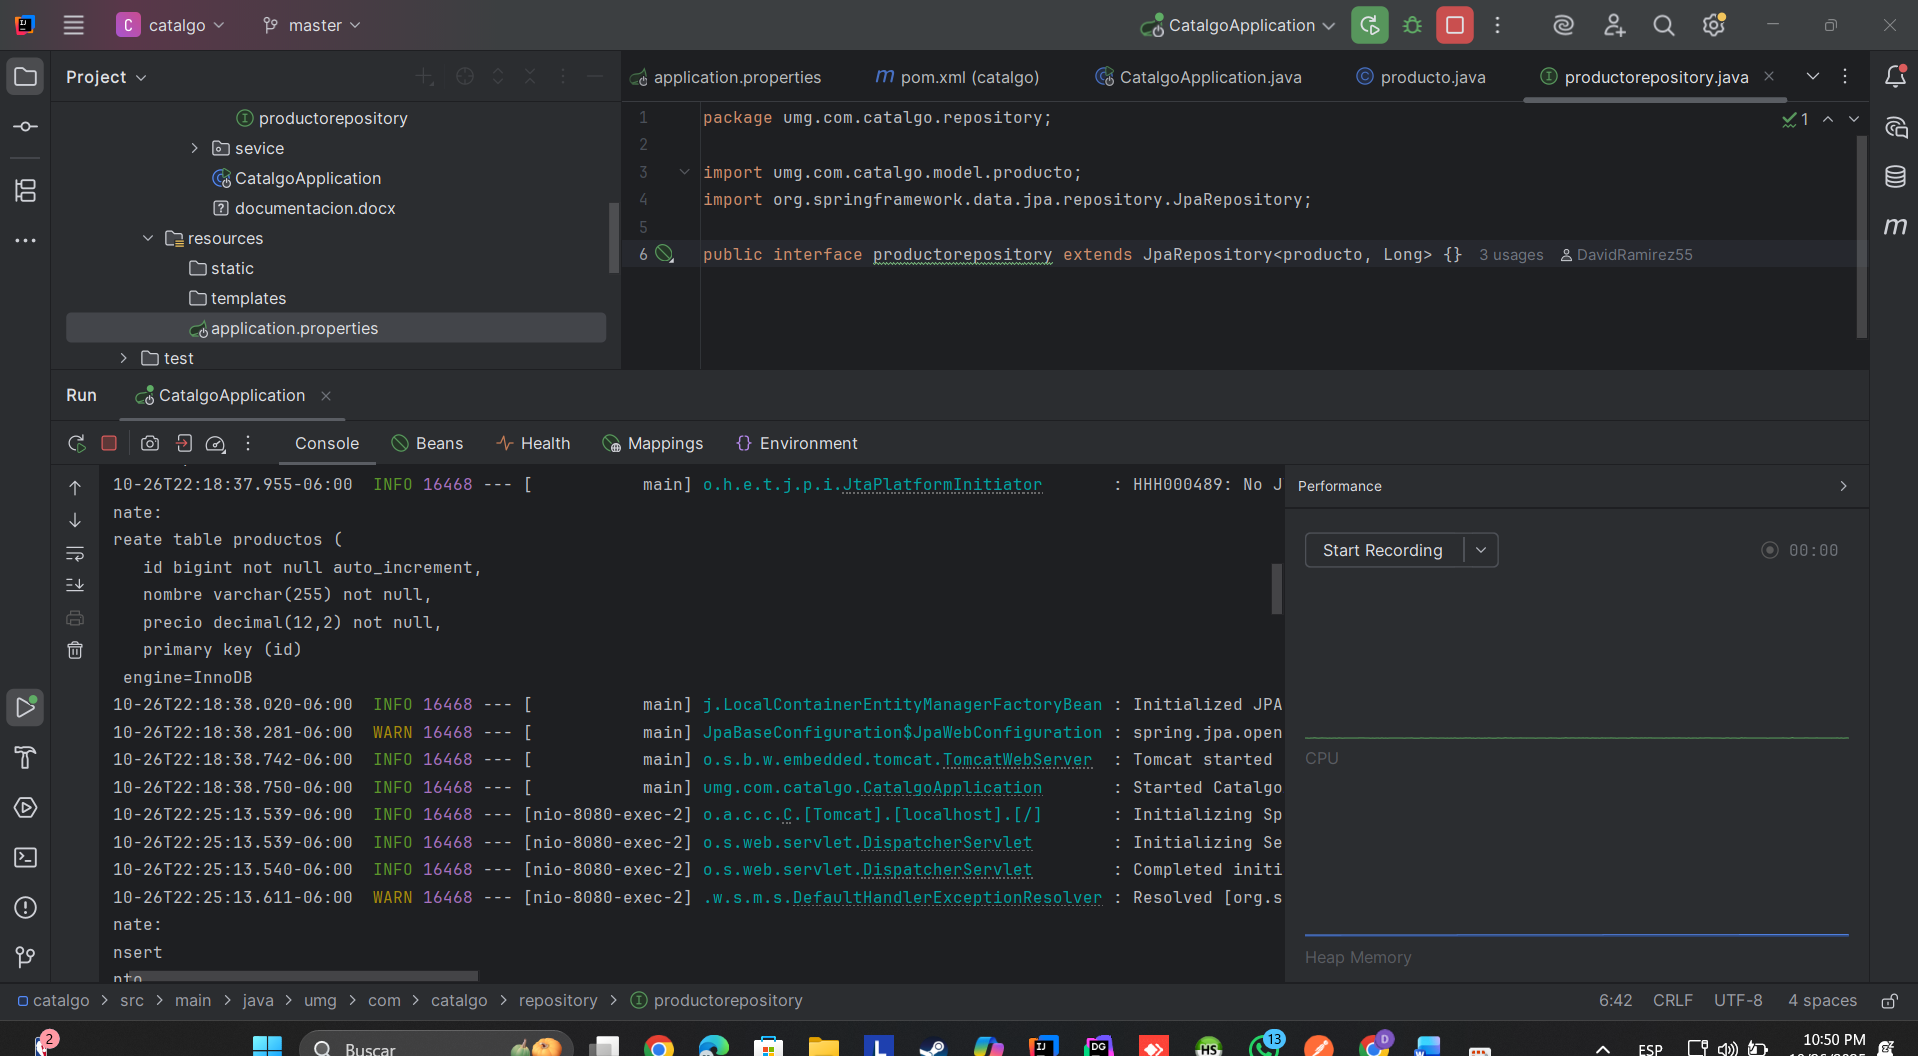 C catalgo master CatalgoApplication
Project
application.properties
pom.xml (catalgo)
CatalgoApplication.java
producto.java
productorepository.java
productorepository
sevice
CatalgoApplication
documentacion.docx
resources
static
templates
application.properties
test
1 package umg.com.catalgo.repository;
2
3 import umg.com.catalgo.model.producto;
4 import org.springframework.data.jpa.repository.JpaRepository;
5
6 public interface productorepository extends JpaRepository<producto, Long> {} 3 usages DavidRamirez55
1
Run CatalgoApplication
Console Beans Health Mappings Environment
10-26T22:18:37.955-06:00 INFO 16468 --- [ main] o.h.e.t.j.p.i.JtaPlatformInitiator : HHH000489: No J
nate:
reate table productos (
id bigint not null auto_increment,
nombre varchar(255) not null,
precio decimal(12,2) not null,
primary key (id)
engine=InnoDB
10-26T22:18:38.020-06:00 INFO 16468 --- [ main] j.LocalContainerEntityManagerFactoryBean : Initialized JPA
10-26T22:18:38.281-06:00 WARN 16468 --- [ main] JpaBaseConfiguration$JpaWebConfiguration : spring.jpa.open
10-26T22:18:38.742-06:00 INFO 16468 --- [ main] o.s.b.w.embedded.tomcat.TomcatWebServer : Tomcat started
10-26T22:18:38.750-06:00 INFO 16468 --- [ main] umg.com.catalgo.CatalgoApplication : Started Catalgo
10-26T22:25:13.539-06:00 INFO 16468 --- [nio-8080-exec-2] o.a.c.c.C.[Tomcat].[localhost].[/] : Initializing Sp
10-26T22:25:13.539-06:00 INFO 16468 --- [nio-8080-exec-2] o.s.web.servlet.DispatcherServlet : Initializing Se
10-26T22:25:13.540-06:00 INFO 16468 --- [nio-8080-exec-2] o.s.web.servlet.DispatcherServlet : Completed initi
10-26T22:25:13.611-06:00 WARN 16468 --- [nio-8080-exec-2] .w.s.m.s.DefaultHandlerExceptionResolver : Resolved [org.s
nate:
nsert
nto
Performance
Start Recording
00:00
CPU
Heap Memory
catalgo > src > main > java > umg > com > catalgo > repository > productorepository
6:42 CRLF UTF-8 4 spaces
2
Buscar
13
ESP
10:50 PM